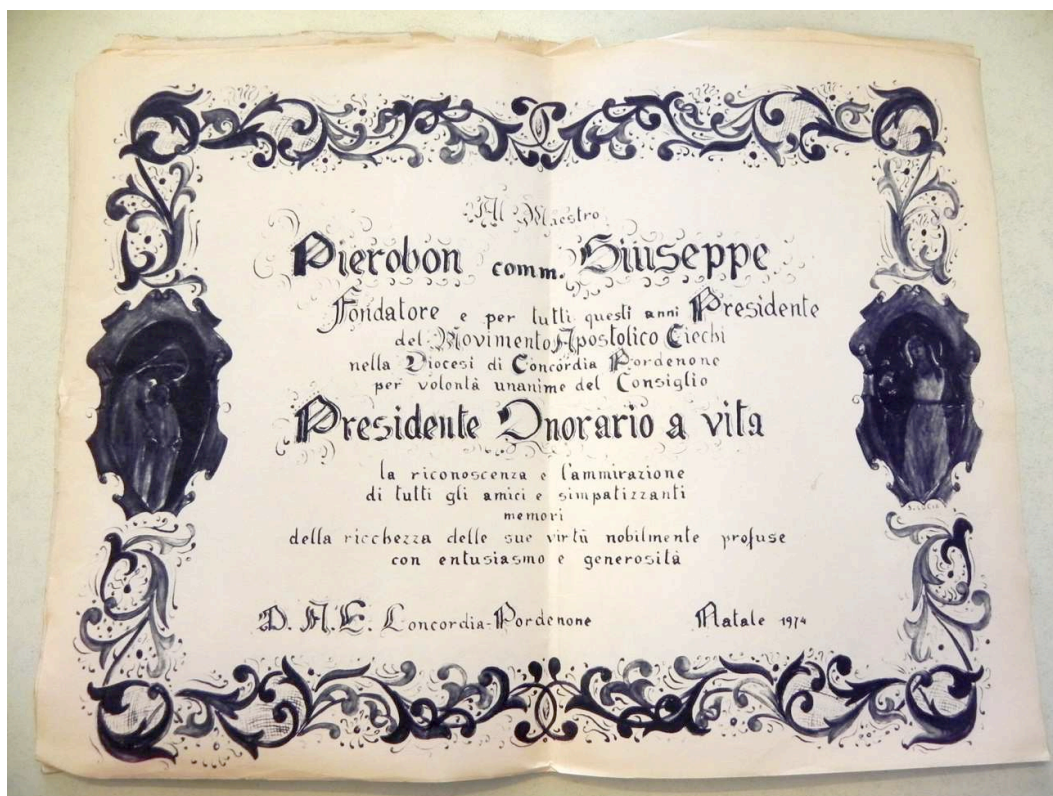 Al Maestro
Pierobon comm. Giuseppe
Fondatore e per tutti questi anni Presidente
del Movimento Apostolico Ciechi
nella Diocesi di Concordia Pordenone
per volontà unanime del Consiglio
Presidente Onorario a vita
la riconoscenza e l'ammirazione
di tutti gli amici e simpatizzanti
memori
della ricchezza delle sue virtù nobilmente profuse
con entusiasmo e generosità
Concordia-Pordenone Natale 1974